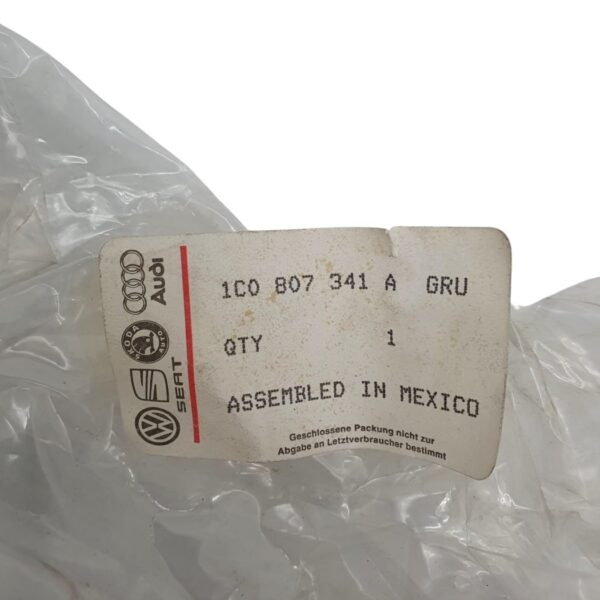 Audi
SKODA
AUTO
SEAT
1C0 807 341 A GRU
QTY 1
ASSEMBLED IN MEXICO
Geschlossene Packung nicht zur
Abgabe an Letztverbraucher bestimmt